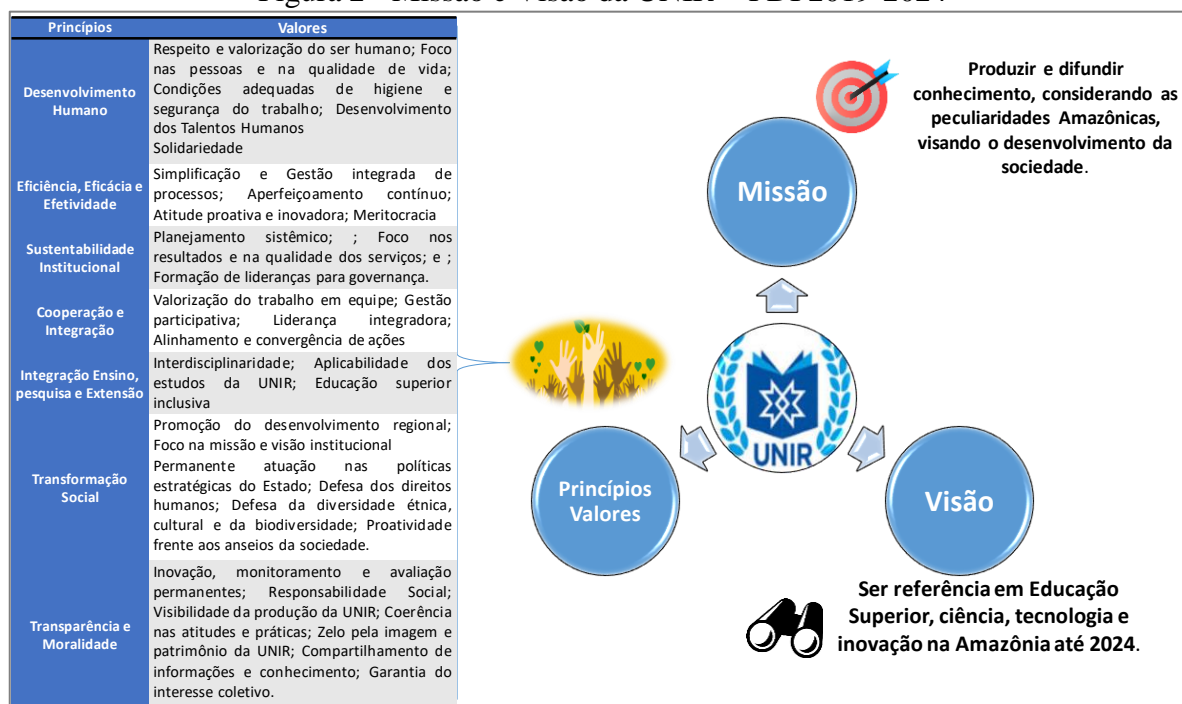 Figura 2 - Missão e Visão da UNIR – PDI 2019-2024
Princípios
Valores
Desenvolvimento
Humano
Respeito e valorização do ser humano; Foco
nas pessoas e na qualidade de vida;
Condições adequadas de higiene e
segurança do trabalho; Desenvolvimento
dos Talentos Humanos
Solidariedade
Eficiência, Eficácia e
Efetividade
Simplificação e Gestão integrada de
processos; Aperfeiçoamento contínuo;
Atitude proativa e inovadora; Meritocracia
Sustentabilidade
Institucional
Planejamento sistêmico; ; Foco nos
resultados e na qualidade dos serviços; e ;
Formação de lideranças para governança.
Cooperação e
Integração
Valorização do trabalho em equipe; Gestão
participativa; Liderança integradora;
Alinhamento e convergência de ações
Integração Ensino,
pesquisa e Extensão
Interdisciplinaridade; Aplicabilidade dos
estudos da UNIR; Educação superior
inclusiva
Transformação
Social
Promoção do desenvolvimento regional;
Foco na missão e visão institucional
Permanente atuação nas políticas
estratégicas do Estado; Defesa dos direitos
humanos; Defesa da diversidade étnica,
cultural e da biodiversidade; Proatividade
frente aos anseios da sociedade.
Transparência e
Moralidade
Inovação, monitoramento e avaliação
permanentes; Responsabilidade Social;
Visibilidade da produção da UNIR; Coerência
nas atitudes e práticas; Zelo pela imagem e
patrimônio da UNIR; Compartilhamento de
informações e conhecimento; Garantia do
interesse coletivo.
Produzir e difundir
conhecimento, considerando as
peculiaridades Amazônicas,
visando o desenvolvimento da
sociedade.
Missão
UNIR
Princípios
Valores
Visão
Ser referência em Educação
Superior, ciência, tecnologia e
inovação na Amazônia até 2024.